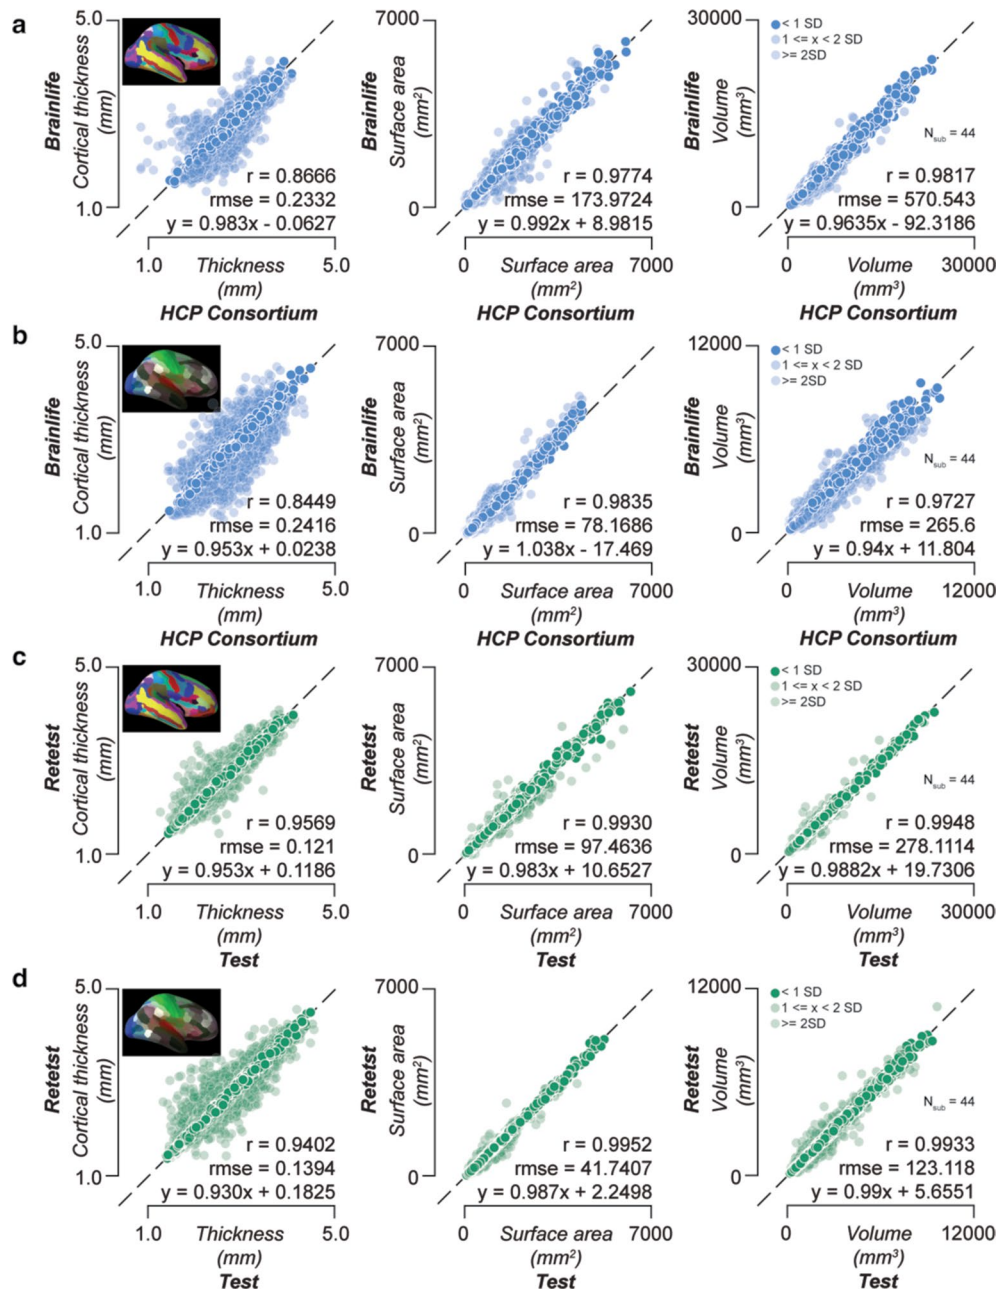 a
5.0
Brainlife
Cortical thickness
(mm)
1.0
r = 0.8666
rmse = 0.2332
y = 0.983x - 0.0627
1.0
Thickness
(mm)
5.0
HCP Consortium
7000
Brainlife
Surface area
(mm²)
0
r = 0.9774
rmse = 173.9724
y = 0.992x + 8.9815
0
Surface area
(mm²)
7000
HCP Consortium
30000
Brainlife
Volume
(mm³)
0
< 1 SD
1 <= x < 2 SD
>= 2SD
Nsub = 44
r = 0.9817
rmse = 570.543
y = 0.9635x - 92.3186
0
Volume
(mm³)
30000
HCP Consortium
b
5.0
Brainlife
Cortical thickness
(mm)
1.0
r = 0.8449
rmse = 0.2416
y = 0.953x + 0.0238
1.0
Thickness
(mm)
5.0
HCP Consortium
7000
Brainlife
Surface area
(mm²)
0
r = 0.9835
rmse = 78.1686
y = 1.038x - 17.469
0
Surface area
(mm²)
7000
HCP Consortium
12000
Brainlife
Volume
(mm³)
0
< 1 SD
1 <= x < 2 SD
>= 2SD
Nsub = 44
r = 0.9727
rmse = 265.6
y = 0.94x + 11.804
0
Volume
(mm³)
12000
HCP Consortium
c
5.0
Retetst
Cortical thickness
(mm)
1.0
r = 0.9569
rmse = 0.121
y = 0.953x + 0.1186
1.0
Thickness
(mm)
5.0
Test
7000
Retetst
Surface area
(mm²)
0
r = 0.9930
rmse = 97.4636
y = 0.983x + 10.6527
0
Surface area
(mm²)
7000
Test
30000
Retetst
Volume
(mm³)
0
< 1 SD
1 <= x < 2 SD
>= 2SD
Nsub = 44
r = 0.9948
rmse = 278.1114
y = 0.9882x + 19.7306
0
Volume
(mm³)
30000
Test
d
5.0
Retetst
Cortical thickness
(mm)
1.0
r = 0.9402
rmse = 0.1394
y = 0.930x + 0.1825
1.0
Thickness
(mm)
5.0
Test
7000
Retetst
Surface area
(mm²)
0
r = 0.9952
rmse = 41.7407
y = 0.987x + 2.2498
0
Surface area
(mm²)
7000
Test
12000
Retetst
Volume
(mm³)
0
< 1 SD
1 <= x < 2 SD
>= 2SD
Nsub = 44
r = 0.9933
rmse = 123.118
y = 0.99x + 5.6551
0
Volume
(mm³)
12000
Test